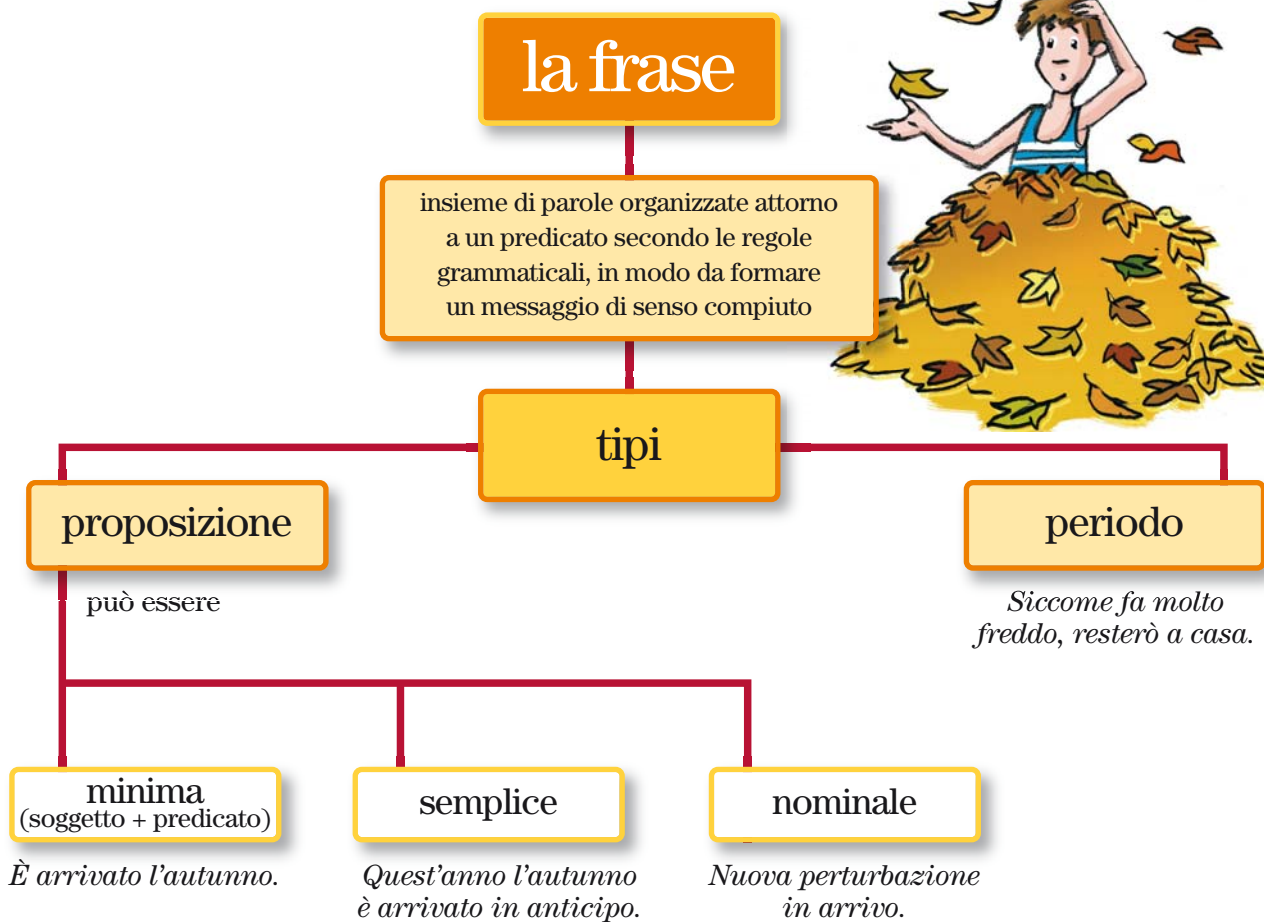 la frase
insieme di parole organizzate attorno
a un predicato secondo le regole
grammaticali, in modo da formare
un messaggio di senso compiuto
tipi
proposizione
periodo
può essere
Siccome fa molto
freddo, resterò a casa.
minima
(soggetto + predicato)
semplice
nominale
È arrivato l'autunno.
Quest'anno l'autunno
è arrivato in anticipo.
Nuova perturbazione
in arrivo.